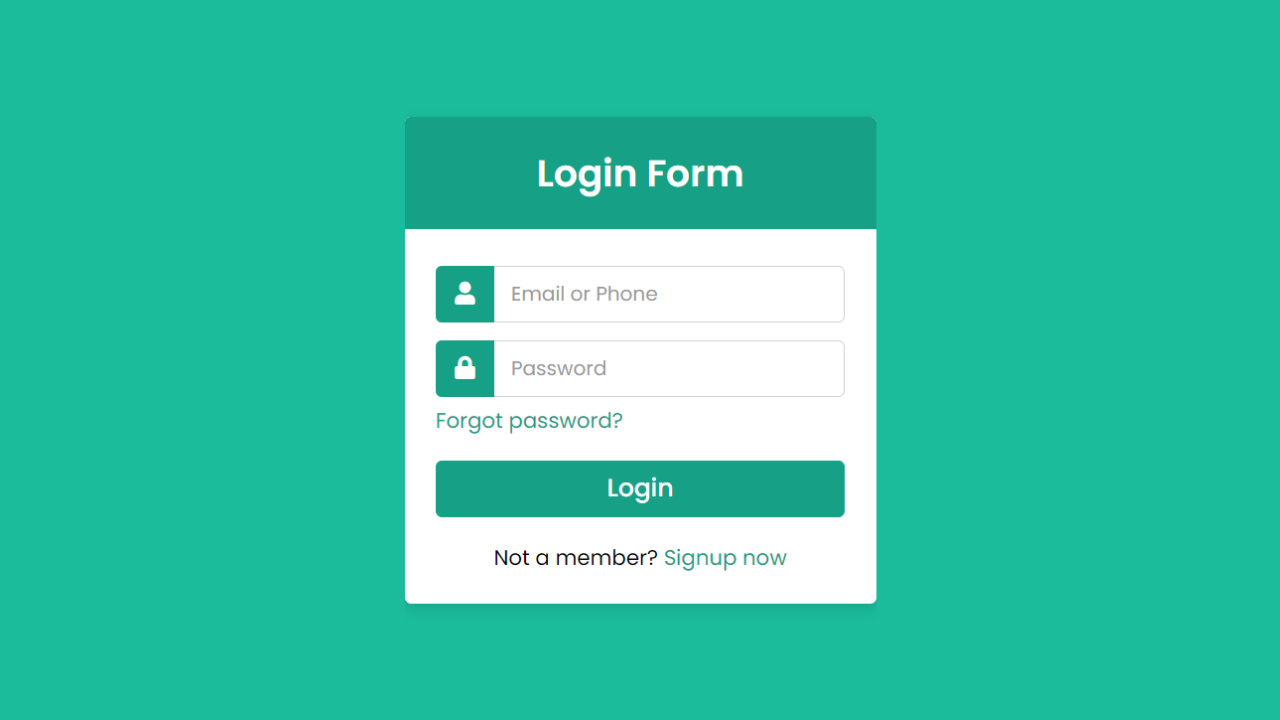 Login Form
Email or Phone
Password
Forgot password?
Login
Not a member? Signup now